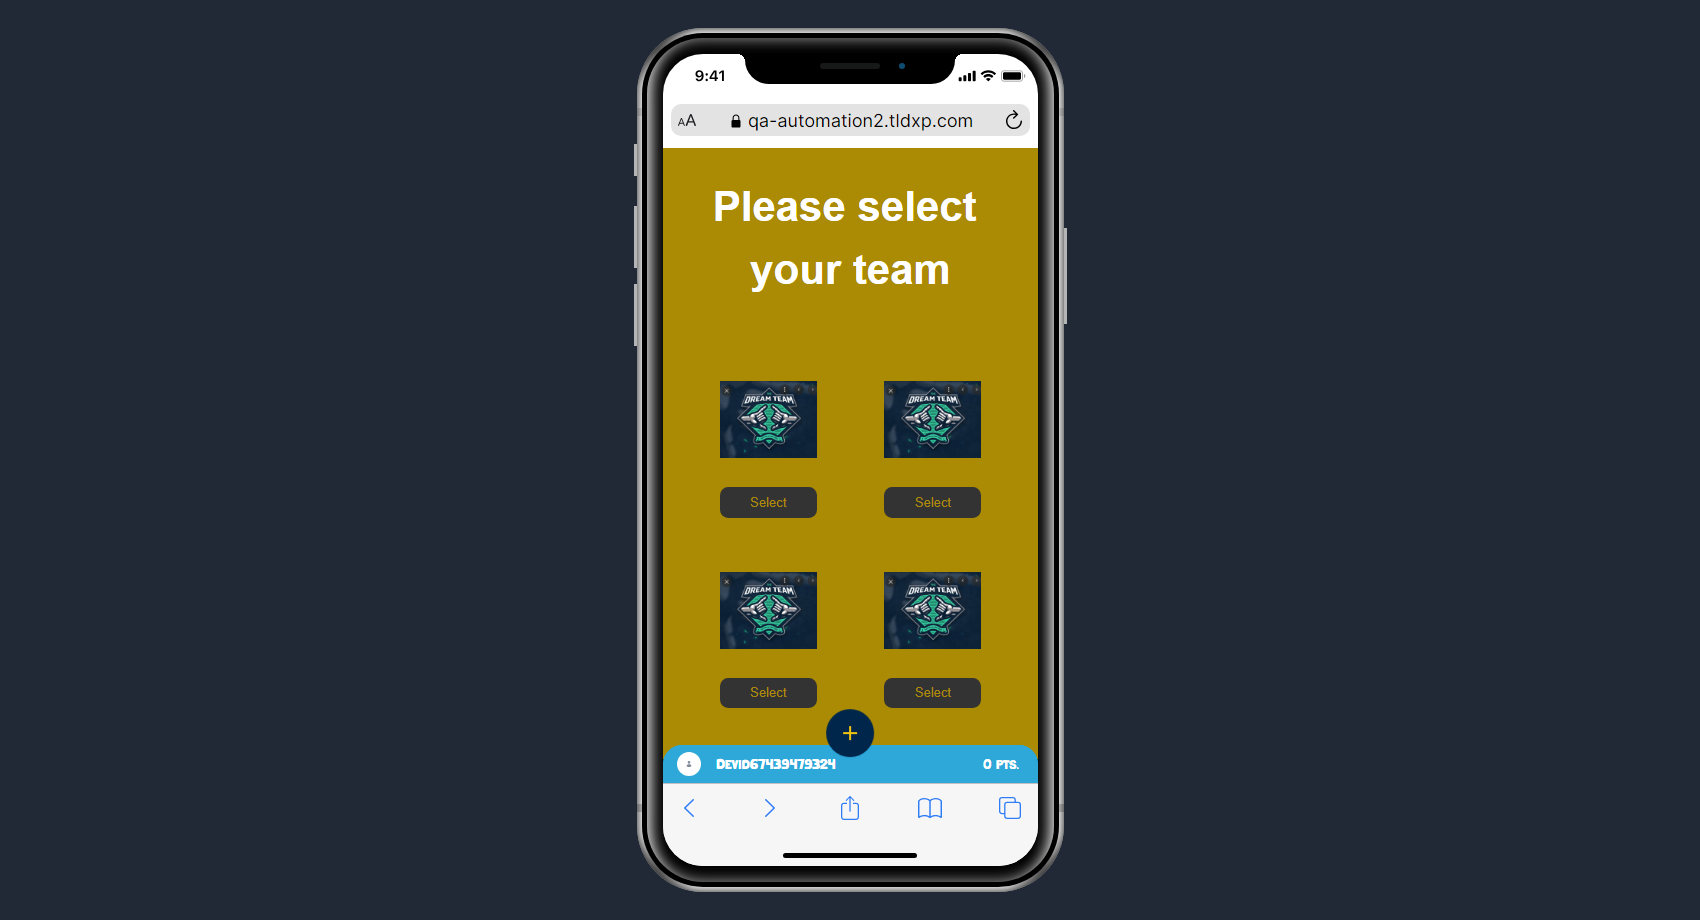 9:41
AA qa-automation2.tldxp.com
Please select
your team
DREAM TEAM DREAM TEAM
Select Select
DREAM TEAM DREAM TEAM
Select Select
+
Devid67439479324 0 PTS.